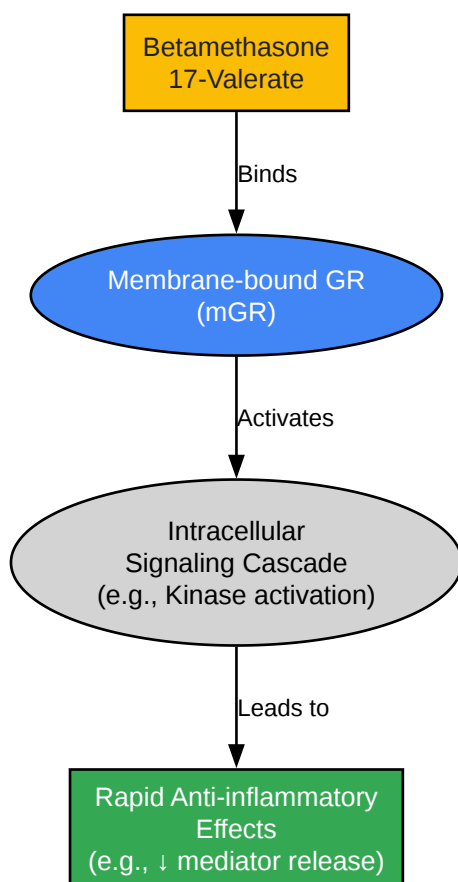 Betamethasone
17-Valerate
Binds
Membrane-bound GR
(mGR)
Activates
Intracellular
Signaling Cascade
(e.g., Kinase activation)
Leads to
Rapid Anti-inflammatory
Effects
(e.g., ↓ mediator release)